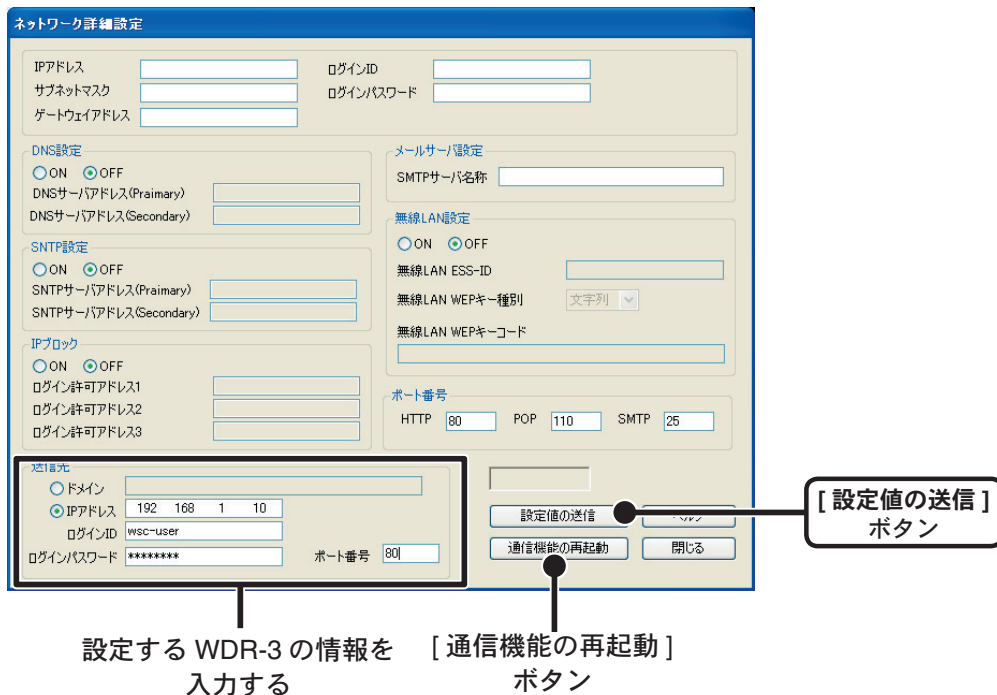 ネットワーク詳細設定
IPアドレス
サブネットマスク
ゲートウェイアドレス
ログインID
ログインパスワード
DNS設定
ON OFF
DNSサーバアドレス(Praimary)
DNSサーバアドレス(Secondary)
SNTP設定
ON OFF
SNTPサーバアドレス(Praimary)
SNTPサーバアドレス(Secondary)
IPブロック
ON OFF
ログイン許可アドレス1
ログイン許可アドレス2
ログイン許可アドレス3
メールサーバ設定
SMTPサーバ名称
無線LAN設定
ON OFF
無線LAN ESS-ID
無線LAN WEPキー種別 文字列
無線LAN WEPキーコード
ポート番号
HTTP 80 POP 110 SMTP 25
送信先
ドメイン
IPアドレス 192 168 1 10
ログインID wsc-user
ログインパスワード ********
ポート番号 80
設定値の送信 ヘルプ
通信機能の再起動 閉じる
[ 設定値の送信 ]
ボタン
設定する WDR-3 の情報を
入力する
[ 通信機能の再起動 ]
ボタン